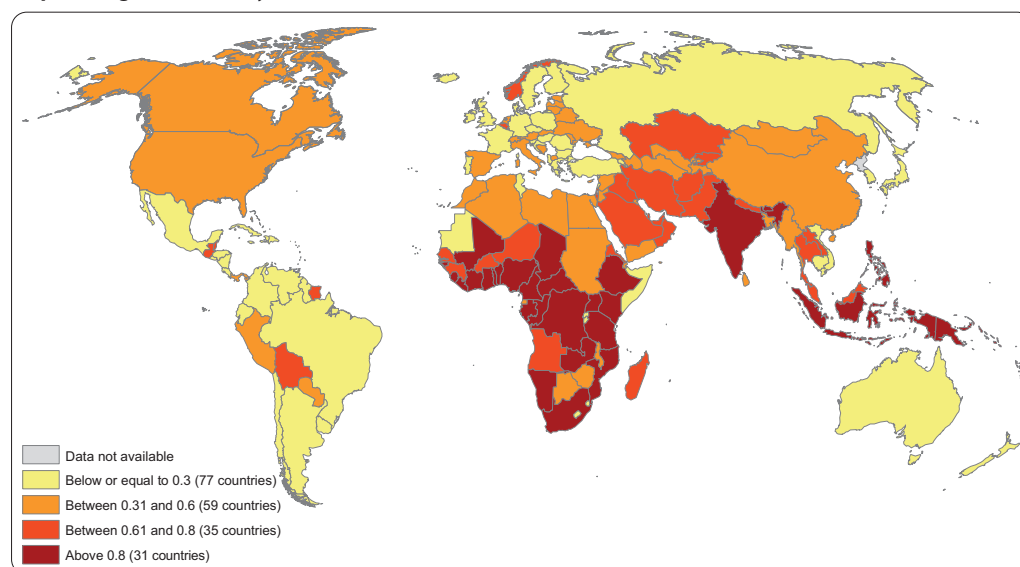 Data not available
Below or equal to 0.3 (77 countries)
Between 0.31 and 0.6 (59 countries)
Between 0.61 and 0.8 (35 countries)
Above 0.8 (31 countries)